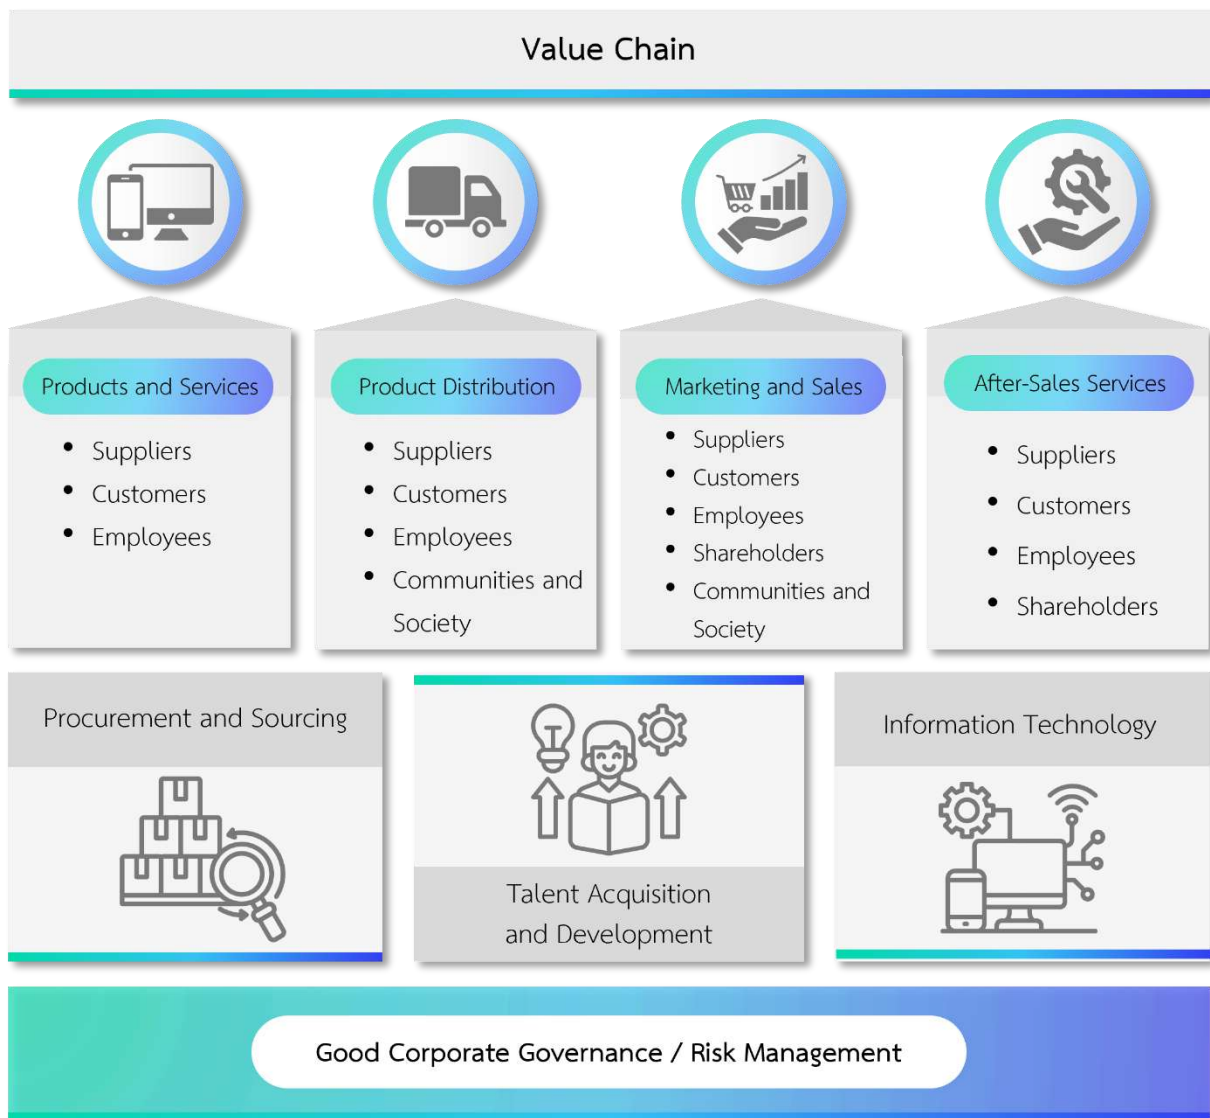 Value Chain
Products and Services
• Suppliers
• Customers
• Employees
Product Distribution
• Suppliers
• Customers
• Employees
• Communities and
Society
Marketing and Sales
• Suppliers
• Customers
• Employees
• Shareholders
• Communities and
Society
After-Sales Services
• Suppliers
• Customers
• Employees
• Shareholders
Procurement and Sourcing
Talent Acquisition
and Development
Information Technology
Good Corporate Governance / Risk Management